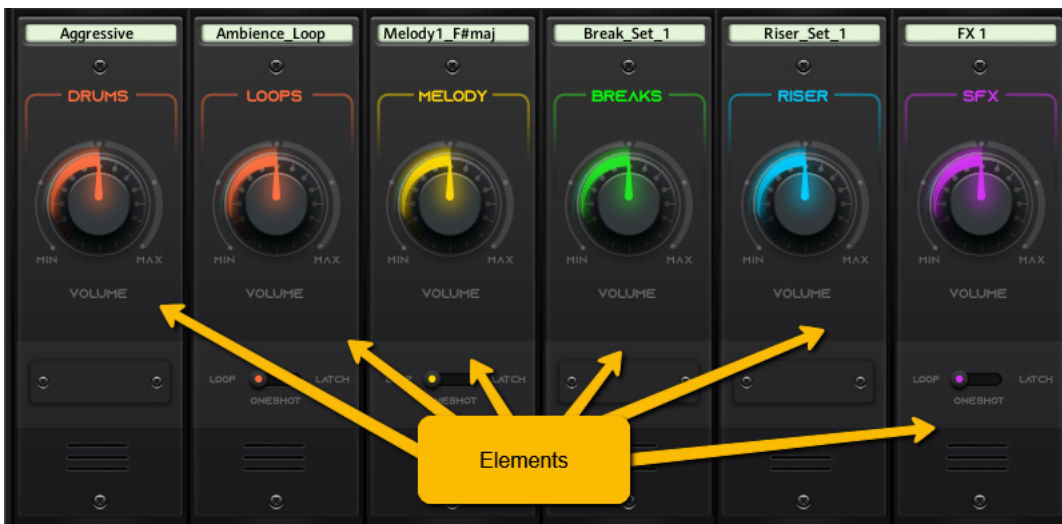 Aggressive
Ambience_Loop
Melody1_F#maj
Break_Set_1
Riser_Set_1
FX 1
DRUMS
LOOPS
MELODY
BREAKS
RISER
SFX
MIN
MAX
MIN
MAX
MIN
MAX
MIN
MAX
MIN
MAX
MIN
MAX
VOLUME
VOLUME
VOLUME
VOLUME
VOLUME
VOLUME
LOOP
LATCH
LOOP
LATCH
LOOP
LATCH
ONESHOT
ONESHOT
ONESHOT
Elements